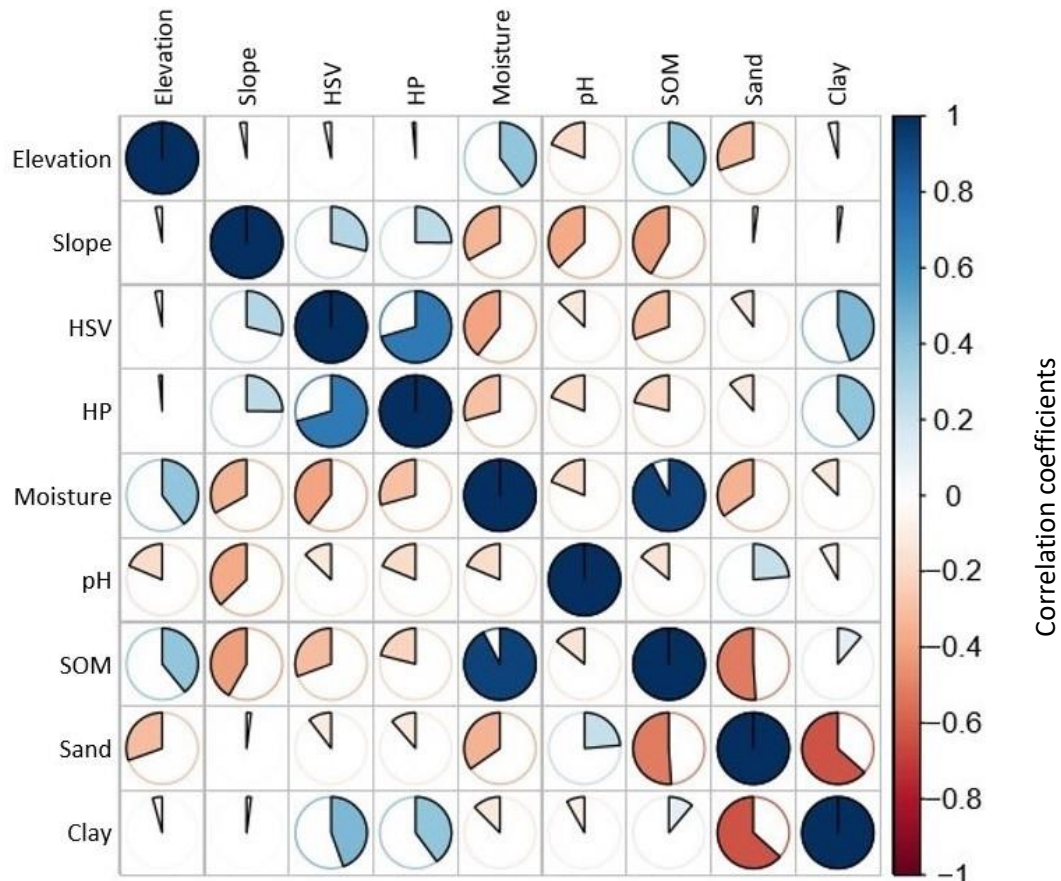 Elevation Slope HSV HP Moisture pH SOM Sand Clay
Elevation
Slope
HSV
HP
Moisture
pH
SOM
Sand
Clay
1
0.8
0.6
0.4
0.2
0
−0.2
−0.4
−0.6
−0.8
−1
Correlation coefficients